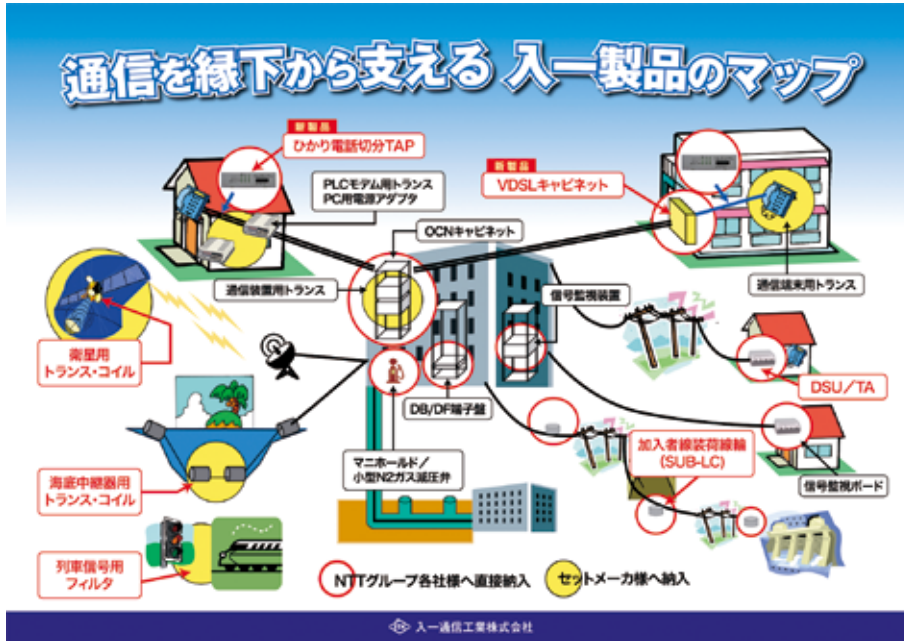 通信を縁下から支える 入一製品のマップ
新製品
ひかり電話切分TAP
新製品
VDSLキャビネット
PLCモデム用トランス
PC用電源アダプタ
OCNキャビネット
通信装置用トランス
信号監視装置
通信端末用トランス
衛星用
トランス・コイル
DSU/TA
DB/DF端子盤
加入者線装荷線輪
(SUB-LC)
マニホールド/
小型N2ガス減圧弁
信号監視ボード
海底中継器用
トランス・コイル
列車信号用
フィルタ
NTTグループ各社様へ直接納入
セットメーカ様へ納入
入一通信工業株式会社